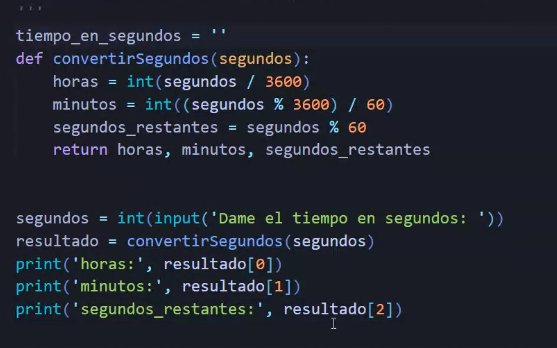 '''
tiempo_en_segundos = ''
def convertirSegundos(segundos):
    horas = int(segundos / 3600)
    minutos = int((segundos % 3600) / 60)
    segundos_restantes = segundos % 60
    return horas, minutos, segundos_restantes
segundos = int(input('Dame el tiempo en segundos: '))
resultado = convertirSegundos(segundos)
print('horas:', resultado[0])
print('minutos:', resultado[1])
print('segundos_restantes:', resultado[2])